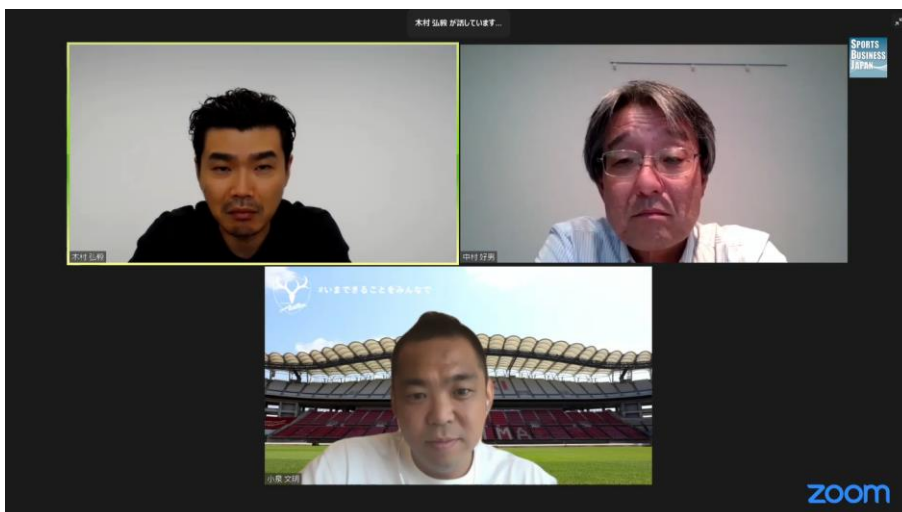 木村 弘毅 が話しています...
SPORTS
BUSINESS
JAPAN
木村 弘毅
中村 好男
#いまできることをみんなで
MA
小泉 文明
zoom